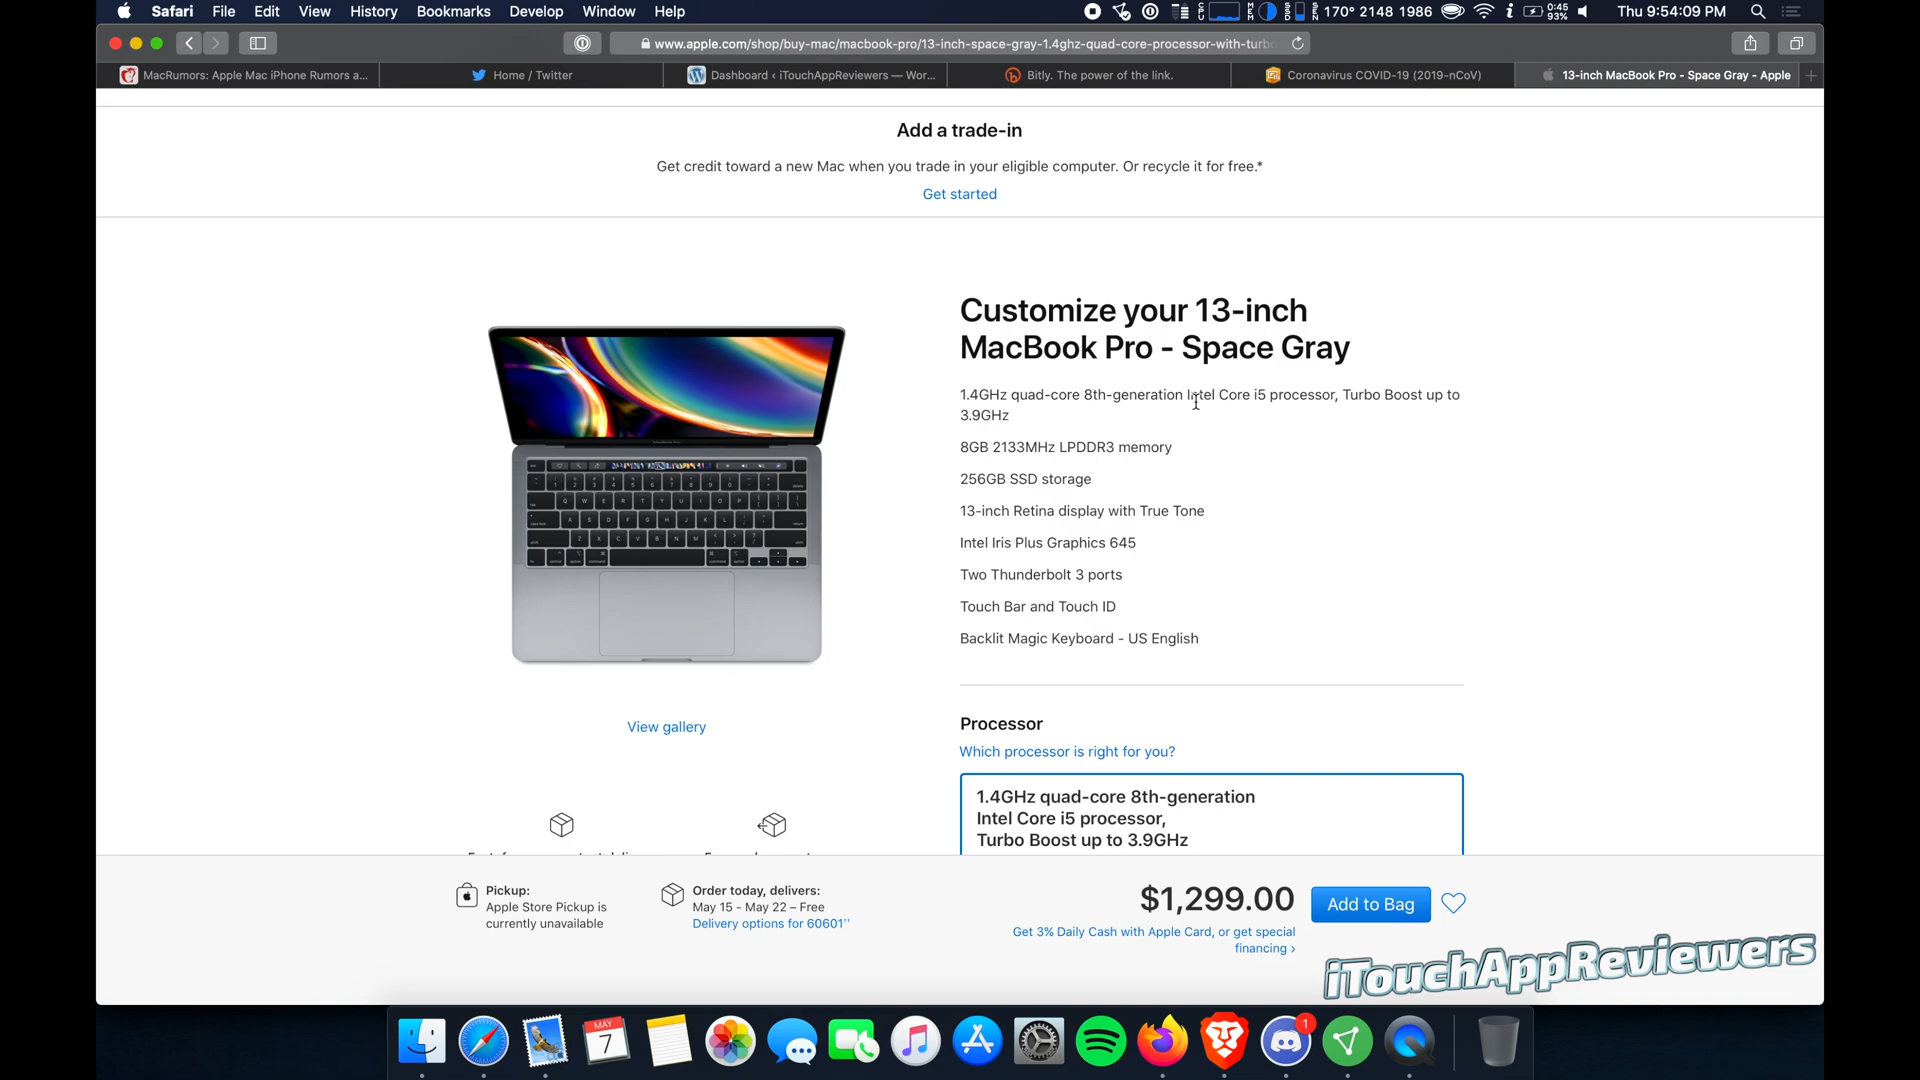 Safari File Edit View History Bookmarks Develop Window Help
170° 2148 1986 0:45 93% Thu 9:54:09 PM
www.apple.com/shop/buy-mac/macbook-pro/13-inch-space-gray-1.4ghz-quad-core-processor-with-turbo
MacRumors: Apple Mac iPhone Rumors a... Home / Twitter Dashboard ‹ iTouchAppReviewers — Wor... Bitly. The power of the link. Coronavirus COVID-19 (2019-nCoV) 13-inch MacBook Pro - Space Gray - Apple
Add a trade-in
Get credit toward a new Mac when you trade in your eligible computer. Or recycle it for free.*
Get started
Customize your 13-inch
MacBook Pro - Space Gray
1.4GHz quad-core 8th-generation Intel Core i5 processor, Turbo Boost up to
3.9GHz
8GB 2133MHz LPDDR3 memory
256GB SSD storage
13-inch Retina display with True Tone
Intel Iris Plus Graphics 645
Two Thunderbolt 3 ports
Touch Bar and Touch ID
Backlit Magic Keyboard - US English
View gallery
Processor
Which processor is right for you?
1.4GHz quad-core 8th-generation
Intel Core i5 processor,
Turbo Boost up to 3.9GHz
Pickup:
Apple Store Pickup is
currently unavailable
Order today, delivers:
May 15 - May 22 – Free
Delivery options for 60601††
$1,299.00
Add to Bag
Get 3% Daily Cash with Apple Card, or get special
financing ›
iTouchAppReviewers
MAY
7
1